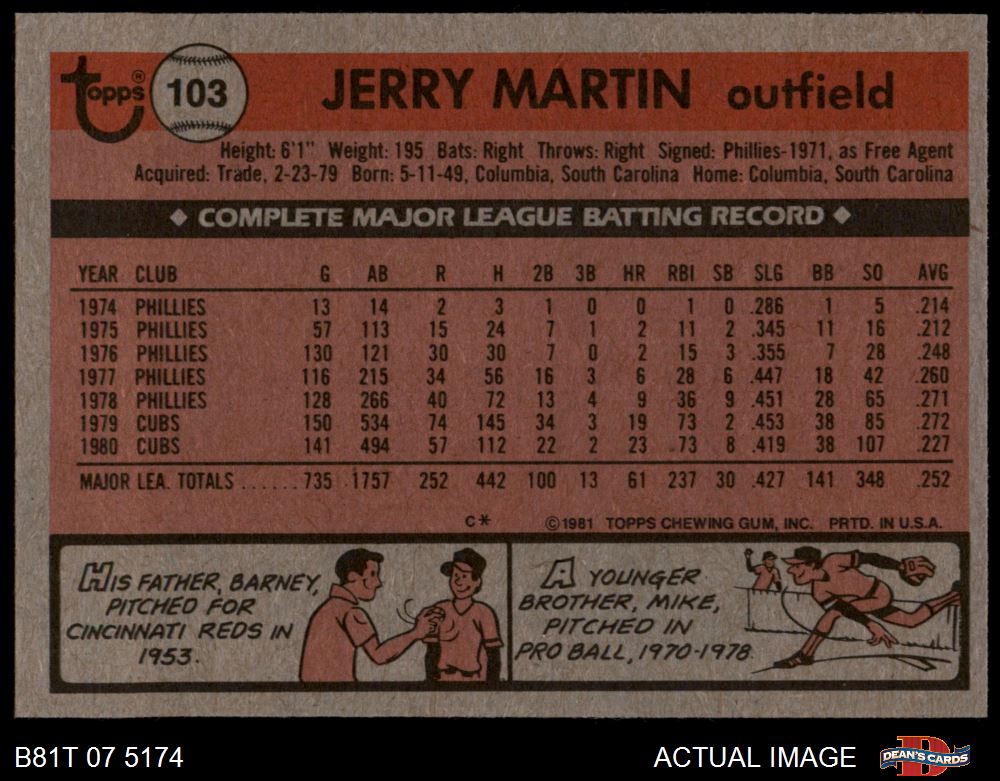 Topps® 103 JERRY MARTIN outfield
Height: 6'1" Weight: 195 Bats: Right Throws: Right Signed: Phillies-1971, as Free Agent
Acquired: Trade, 2-23-79 Born: 5-11-49, Columbia, South Carolina Home: Columbia, South Carolina
◆ COMPLETE MAJOR LEAGUE BATTING RECORD ◆
YEAR CLUB G AB R H 2B 3B HR RBI SB SLG BB SO AVG
1974 PHILLIES 13 14 2 3 1 0 0 1 0 .286 1 5 .214
1975 PHILLIES 57 113 15 24 7 1 2 11 2 .345 11 16 .212
1976 PHILLIES 130 121 30 30 7 0 2 15 3 .355 7 28 .248
1977 PHILLIES 116 215 34 56 16 3 6 28 6 .447 18 42 .260
1978 PHILLIES 128 266 40 72 13 4 9 36 9 .451 28 65 .271
1979 CUBS 150 534 74 145 34 3 19 73 2 .453 38 85 .272
1980 CUBS 141 494 57 112 22 2 23 73 8 .419 38 107 .227
MAJOR LEA. TOTALS ...... 735 1757 252 442 100 13 61 237 30 .427 141 348 .252
C* ©1981 TOPPS CHEWING GUM, INC. PRTD. IN U.S.A.
HIS FATHER, BARNEY,
PITCHED FOR
CINCINNATI REDS IN
1953.
A YOUNGER
BROTHER, MIKE,
PITCHED IN
PRO BALL, 1970-1978.
B81T 07 5174 ACTUAL IMAGE DEAN'S CARDS